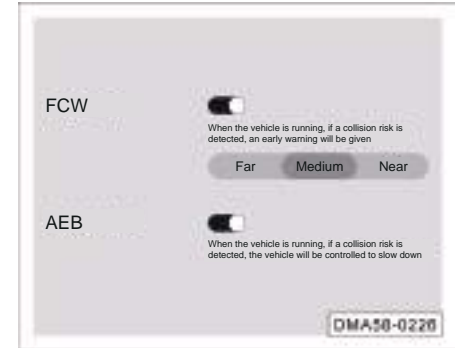 FCW
When the vehicle is running, if a collision risk is
detected, an early warning will be given
Far Medium Near
AEB
When the vehicle is running, if a collision risk is
detected, the vehicle will be controlled to slow down
DMA58-0226